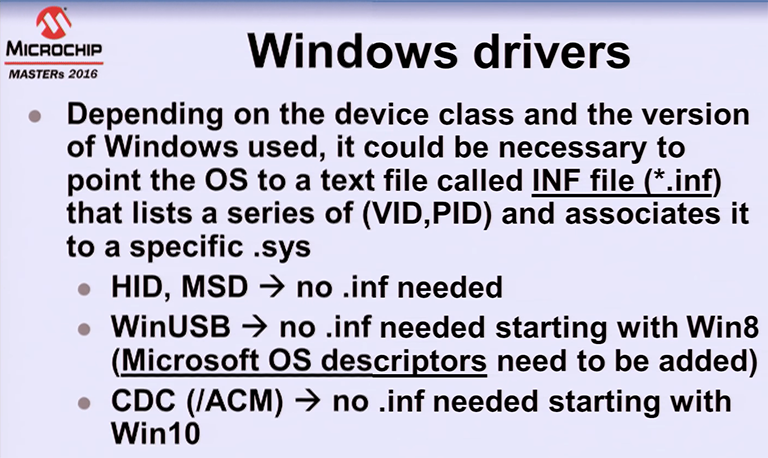 MICROCHIP
MASTERs 2016
Windows drivers
Depending on the device class and the version
of Windows used, it could be necessary to
point the OS to a text file called INF file (*.inf)
that lists a series of (VID,PID) and associates it
to a specific .sys
HID, MSD → no .inf needed
WinUSB → no .inf needed starting with Win8
(Microsoft OS descriptors need to be added)
CDC (/ACM) → no .inf needed starting with
Win10